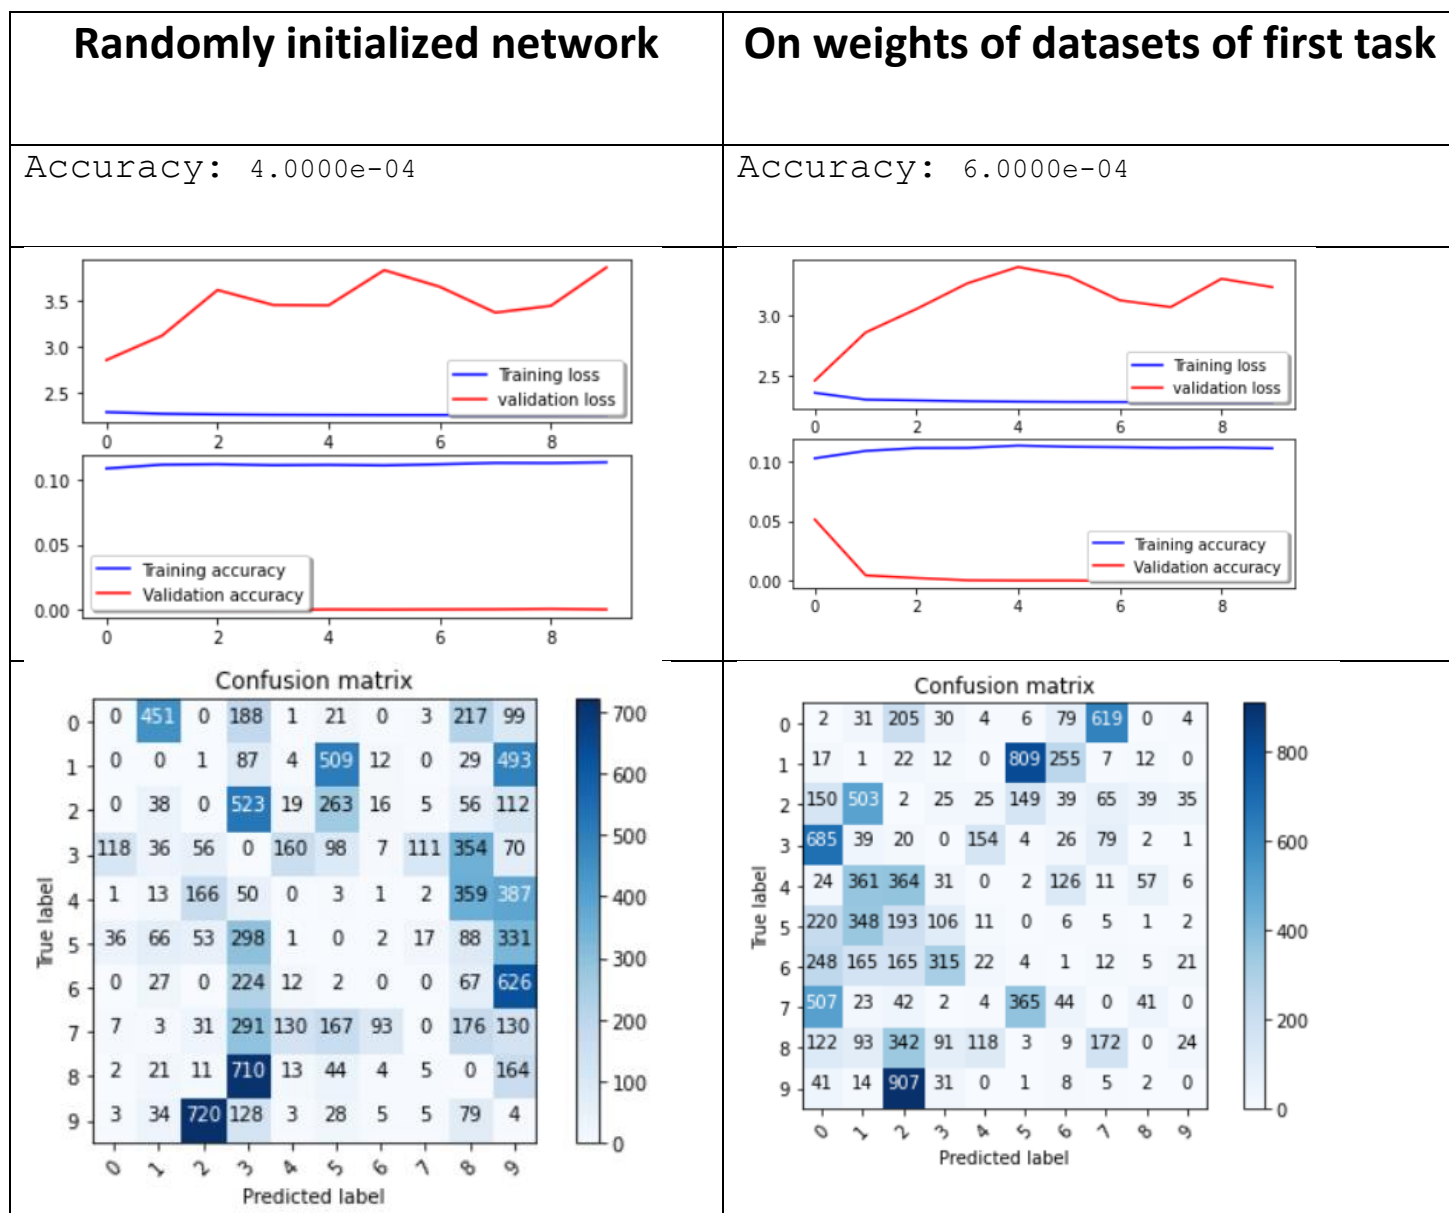 Randomly initialized network
On weights of datasets of first task
Accuracy: 4.0000e-04
Accuracy: 6.0000e-04
3.5
3.0
2.5
Training loss
validation loss
0 2 4 6 8
0.10
0.05
0.00
Training accuracy
Validation accuracy
0 2 4 6 8
3.0
2.5
Training loss
validation loss
0 2 4 6 8
0.10
0.05
0.00
Training accuracy
Validation accuracy
0 2 4 6 8
Confusion matrix
True label
0 0 451 0 188 1 21 0 3 217 99
1 0 0 1 87 4 509 12 0 29 493
2 0 38 0 523 19 263 16 5 56 112
3 118 36 56 0 160 98 7 111 354 70
4 1 13 166 50 0 3 1 2 359 387
5 36 66 53 298 1 0 2 17 88 331
6 0 27 0 224 12 2 0 0 67 626
7 7 3 31 291 130 167 93 0 176 130
8 2 21 11 710 13 44 4 5 0 164
9 3 34 720 128 3 28 5 5 79 4
0 1 2 3 4 5 6 7 8 9
Predicted label
700
600
500
400
300
200
100
0
Confusion matrix
True label
0 2 31 205 30 4 6 79 619 0 4
1 17 1 22 12 0 809 255 7 12 0
2 150 503 2 25 25 149 39 65 39 35
3 685 39 20 0 154 4 26 79 2 1
4 24 361 364 31 0 2 126 11 57 6
5 220 348 193 106 11 0 6 5 1 2
6 248 165 165 315 22 4 1 12 5 21
7 507 23 42 2 4 365 44 0 41 0
8 122 93 342 91 118 3 9 172 0 24
9 41 14 907 31 0 1 8 5 2 0
0 1 2 3 4 5 6 7 8 9
Predicted label
800
600
400
200
0